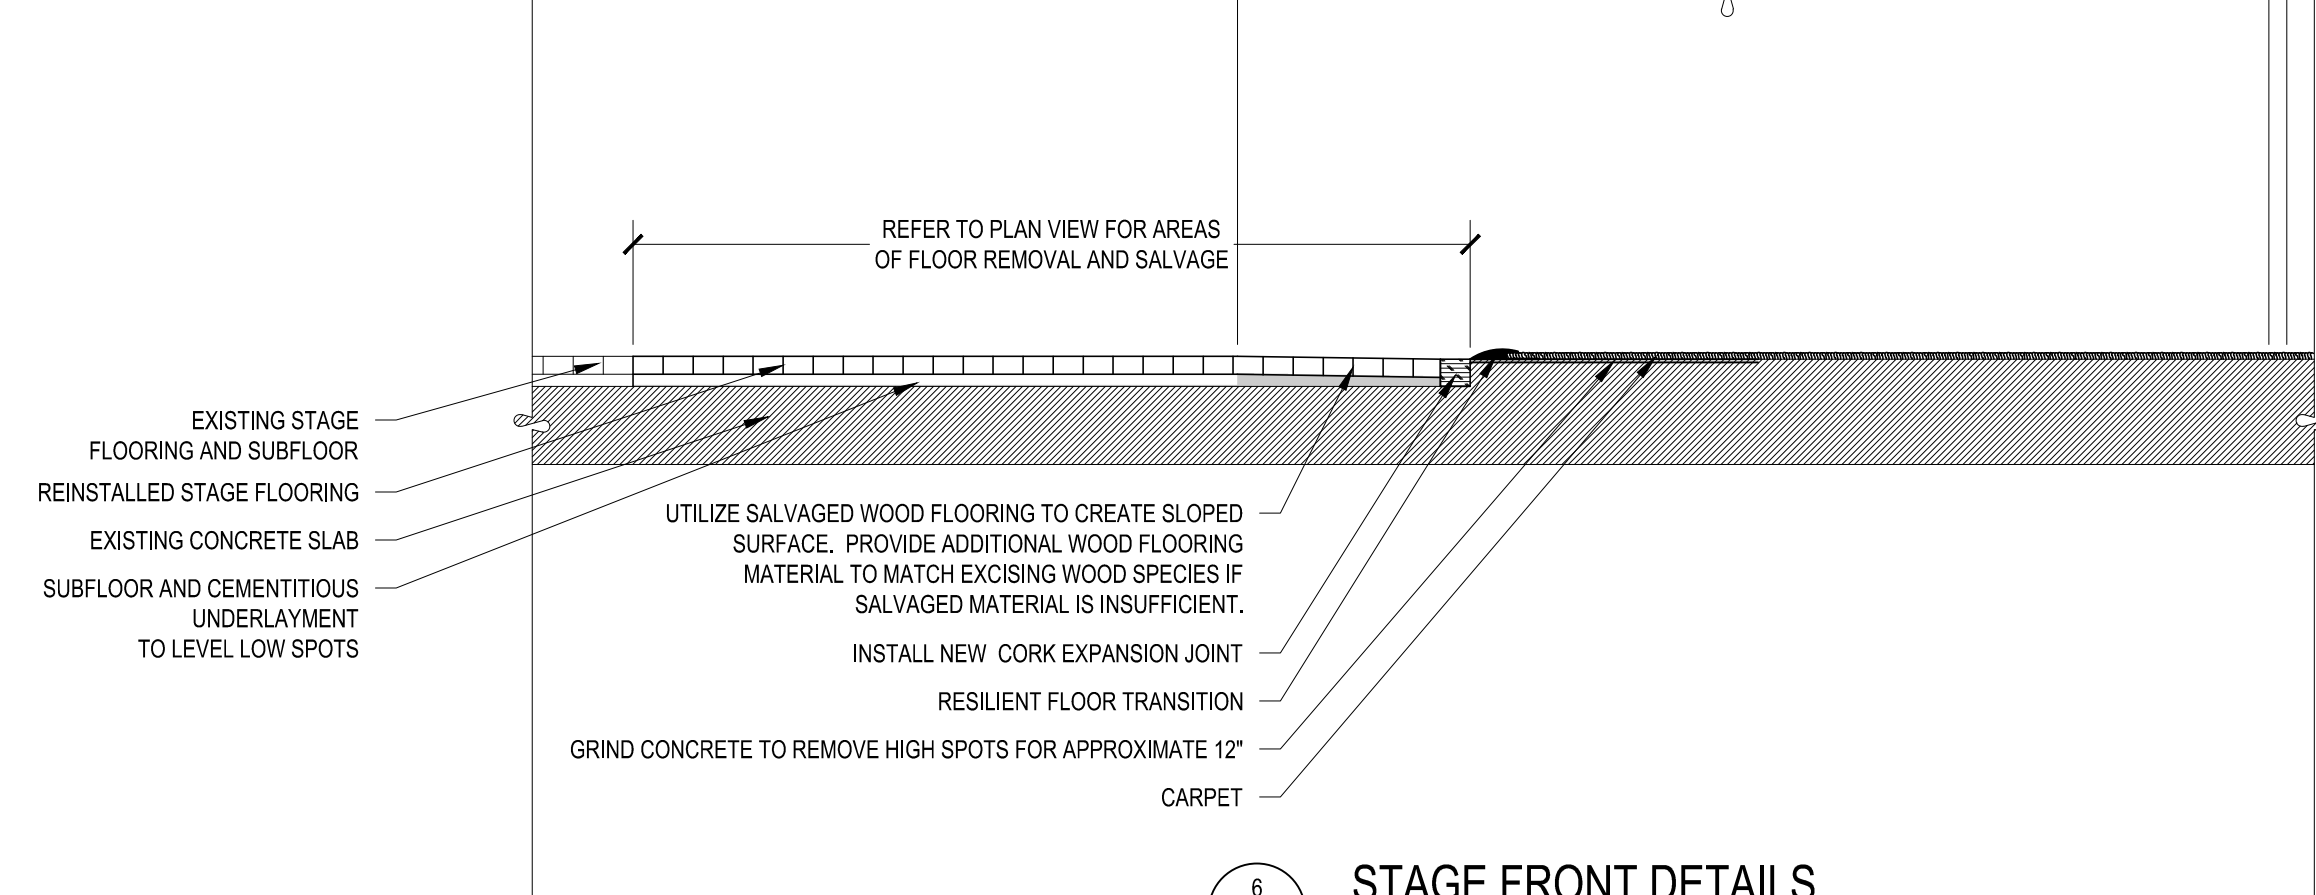 REFER TO PLAN VIEW FOR AREAS
OF FLOOR REMOVAL AND SALVAGE
EXISTING STAGE
FLOORING AND SUBFLOOR
REINSTALLED STAGE FLOORING
EXISTING CONCRETE SLAB
SUBFLOOR AND CEMENTITIOUS
UNDERLAYMENT
TO LEVEL LOW SPOTS
UTILIZE SALVAGED WOOD FLOORING TO CREATE SLOPED
SURFACE.  PROVIDE ADDITIONAL WOOD FLOORING
MATERIAL TO MATCH EXCISING WOOD SPECIES IF
SALVAGED MATERIAL IS INSUFFICIENT.
INSTALL NEW  CORK EXPANSION JOINT
RESILIENT FLOOR TRANSITION
GRIND CONCRETE TO REMOVE HIGH SPOTS FOR APPROXIMATE 12"
CARPET
6
STAGE FRONT DETAILS